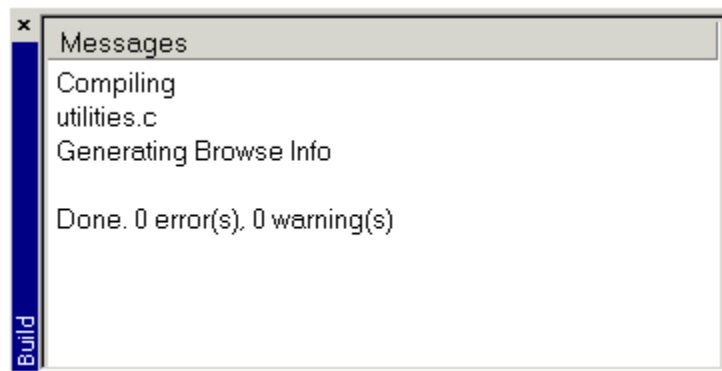 Messages
Compiling
utilities.c
Generating Browse Info
Done. 0 error(s), 0 warning(s)
Build